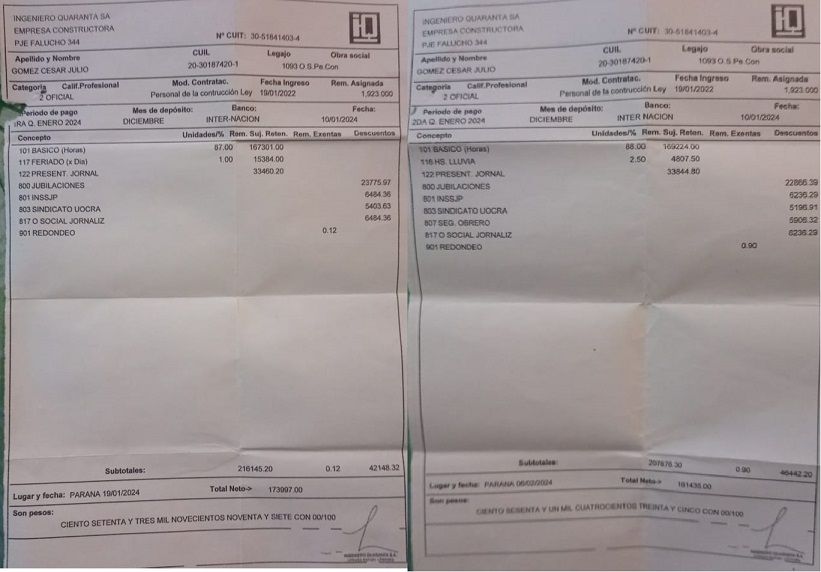 INGENIERO QUARANTA SA
EMPRESA CONSTRUCTORA
PJE FALUCHO 344
Nº CUIT: 30-51841403-4
iQ
Apellido y Nombre CUIL Legajo Obra social
GOMEZ CESAR JULIO 20-30187420-1 1093 O.S.Pe.Con
Categoria Calif.Profesional Mod. Contratac. Fecha Ingreso Rem. Asignada
2 OFICIAL Personal de la contrucción Ley 19/01/2022 1,923.000
Periodo de pago Mes de depósito: Banco: Fecha:
1RA Q. ENERO 2024 DICIEMBRE INTER-NACION 10/01/2024
Concepto Unidades/% Rem. Suj. Reten. Rem. Exentas Descuentos
101 BASICO (Horas) 87.00 167301.00
117 FERIADO (x Dia) 1.00 15384.00
122 PRESENT. JORNAL 33460.20
800 JUBILACIONES 23775.97
801 INSSJP 6484.36
803 SINDICATO UOCRA 5403.63
817 O SOCIAL JORNALIZ 6484.36
901 REDONDEO 0.12
Subtotales: 216145.20 0.12 42148.32
Lugar y fecha: PARANA 19/01/2024 Total Neto-> 173997.00
Son pesos:
CIENTO SETENTA Y TRES MIL NOVECIENTOS NOVENTA Y SIETE CON 00/100
INGENIERO QUARANTA SA
EMPRESA CONSTRUCTORA
PJE FALUCHO 344
Nº CUIT: 30-51841403-4
iQ
Apellido y Nombre CUIL Legajo Obra social
GOMEZ CESAR JULIO 20-30187420-1 1093 O.S.Pe.Con
Categoria Calif.Profesional Mod. Contratac. Fecha Ingreso Rem. Asignada
2 OFICIAL Personal de la contrucción Ley 19/01/2022 1,923.000
Periodo de pago Mes de depósito: Banco: Fecha:
2DA Q. ENERO 2024 DICIEMBRE INTER NACION 10/01/2024
Concepto Unidades/% Rem. Suj. Reten. Rem. Exentas Descuentos
101 BASICO (Horas) 88.00 169224.00
118 HS. LLUVIA 2.50 4807.50
122 PRESENT. JORNAL 33844.80
800 JUBILACIONES 22866.39
801 INSSJP 6236.29
803 SINDICATO UOCRA 5196.91
807 SEG. OBRERO 5906.32
817 O SOCIAL JORNALIZ 6236.29
901 REDONDEO 0.90
Subtotales: 207876.30 0.90 46442.20
Lugar y fecha: PARANA 06/02/2024 Total Neto-> 161435.00
Son pesos:
CIENTO SESENTA Y UN MIL CUATROCIENTOS TREINTA Y CINCO CON 00/100